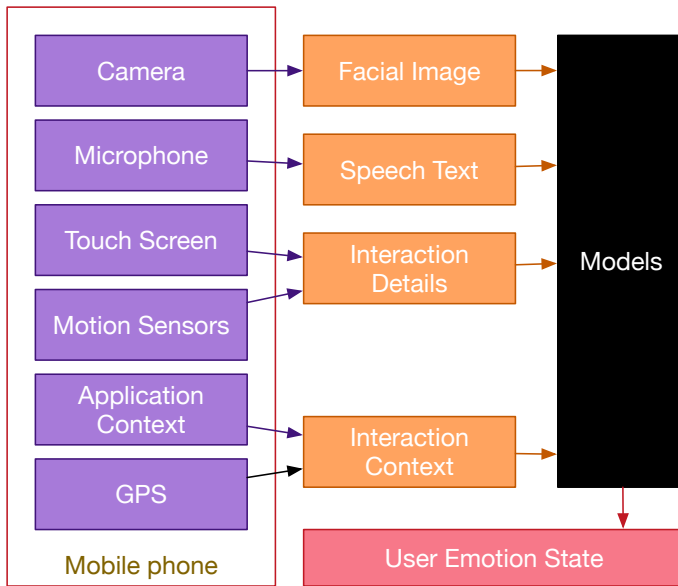 Camera
Facial Image
Microphone
Speech Text
Touch Screen
Interaction
Details
Models
Motion Sensors
Application
Context
Interaction
Context
GPS
Mobile phone
User Emotion State